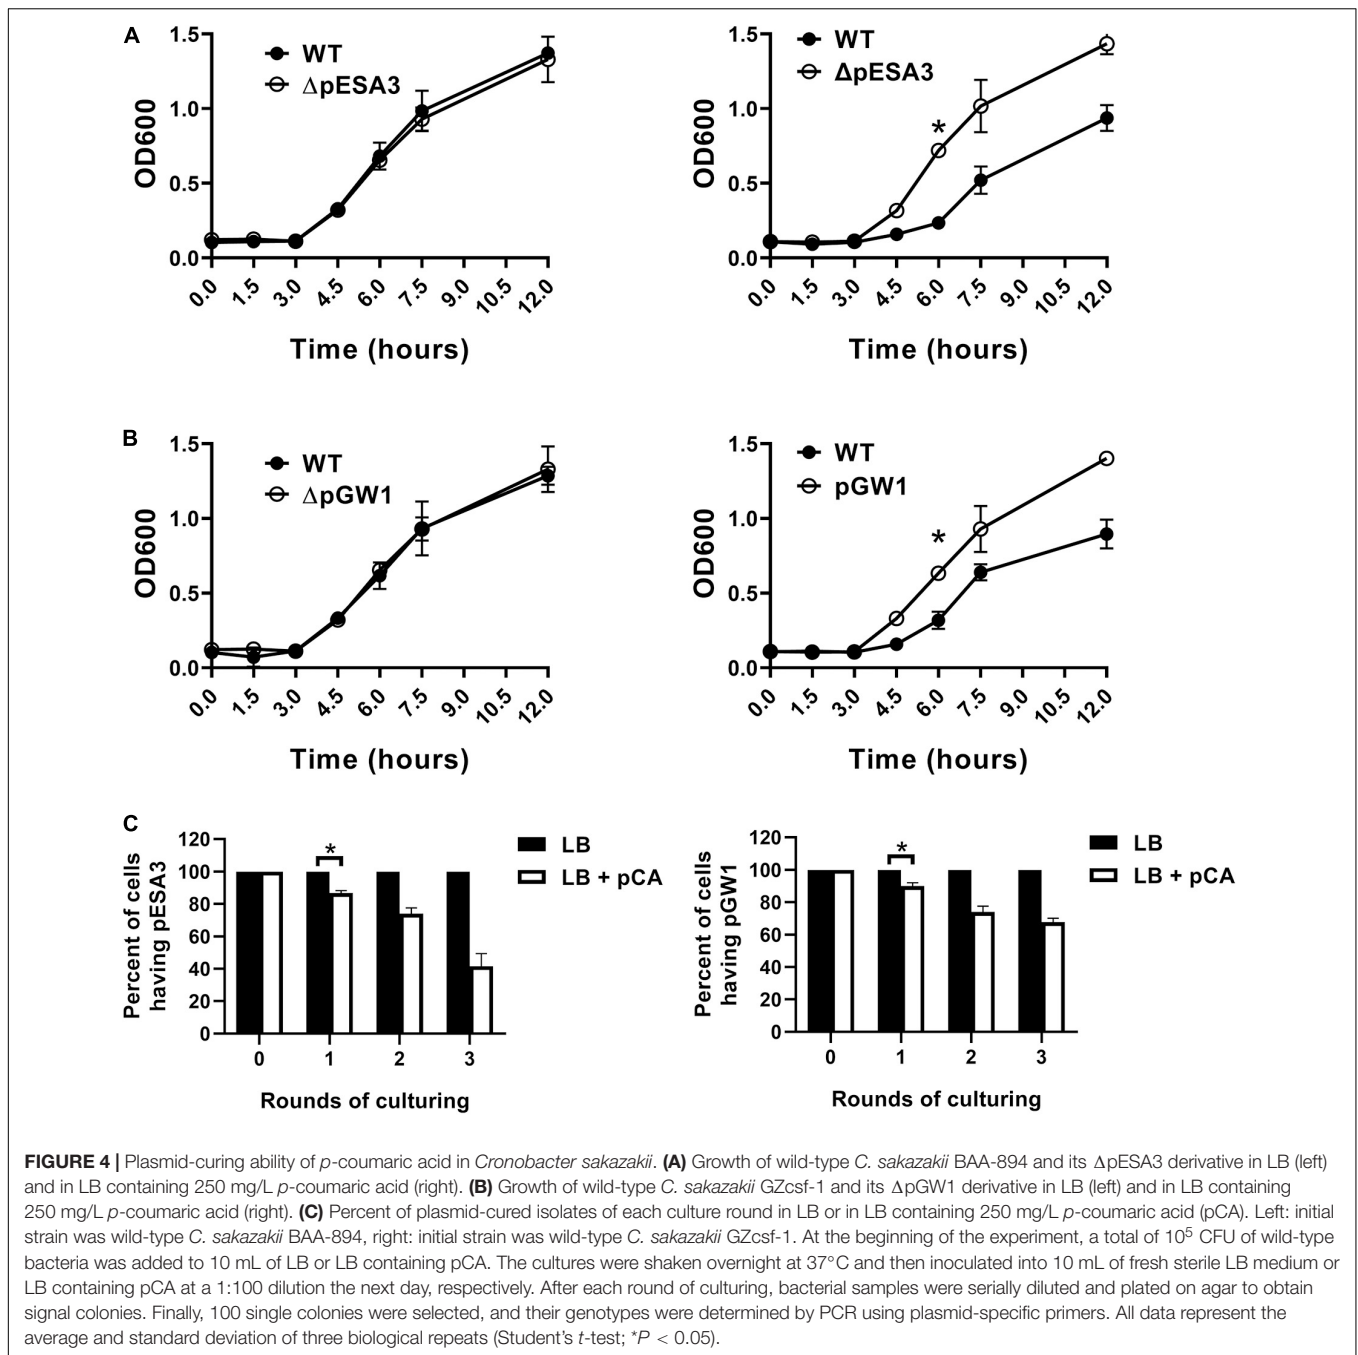 A
1.5
1.0
0.5
0.0
OD600
WT
ΔpESA3
0.0 1.5 3.0 4.5 6.0 7.5 9.0 10.5 12.0
Time (hours)
1.5
1.0
0.5
0.0
OD600
WT
ΔpESA3
*
0.0 1.5 3.0 4.5 6.0 7.5 9.0 10.5 12.0
Time (hours)
B
1.5
1.0
0.5
0.0
OD600
WT
ΔpGW1
0.0 1.5 3.0 4.5 6.0 7.5 9.0 10.5 12.0
Time (hours)
1.5
1.0
0.5
0.0
OD600
WT
pGW1
*
0.0 1.5 3.0 4.5 6.0 7.5 9.0 10.5 12.0
Time (hours)
C
Percent of cells
having pESA3
120
100
80
60
40
20
0
*
LB
LB + pCA
0 1 2 3
Rounds of culturing
Percent of cells
having pGW1
120
100
80
60
40
20
0
*
LB
LB + pCA
0 1 2 3
Rounds of culturing
FIGURE 4 | Plasmid-curing ability of p-coumaric acid in Cronobacter sakazakii. (A) Growth of wild-type C. sakazakii BAA-894 and its ΔpESA3 derivative in LB (left)
and in LB containing 250 mg/L p-coumaric acid (right). (B) Growth of wild-type C. sakazakii GZcsf-1 and its ΔpGW1 derivative in LB (left) and in LB containing
250 mg/L p-coumaric acid (right). (C) Percent of plasmid-cured isolates of each culture round in LB or in LB containing 250 mg/L p-coumaric acid (pCA). Left: initial
strain was wild-type C. sakazakii BAA-894, right: initial strain was wild-type C. sakazakii GZcsf-1. At the beginning of the experiment, a total of 10⁵ CFU of wild-type
bacteria was added to 10 mL of LB or LB containing pCA. The cultures were shaken overnight at 37°C and then inoculated into 10 mL of fresh sterile LB medium or
LB containing pCA at a 1:100 dilution the next day, respectively. After each round of culturing, bacterial samples were serially diluted and plated on agar to obtain
signal colonies. Finally, 100 single colonies were selected, and their genotypes were determined by PCR using plasmid-specific primers. All data represent the
average and standard deviation of three biological repeats (Student's t-test; *P < 0.05).